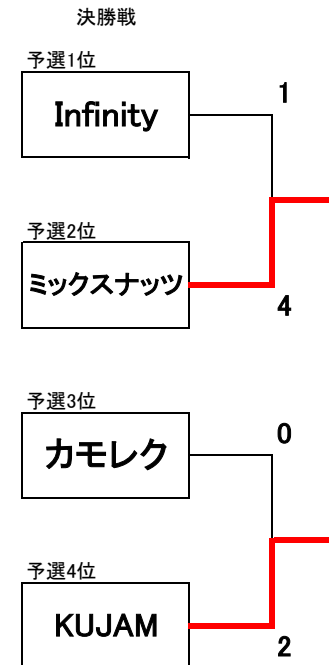 決勝戦
予選1位
Infinity
1
予選2位
ミックスナッツ
4
予選3位
カモレク
0
予選4位
KUJAM
2